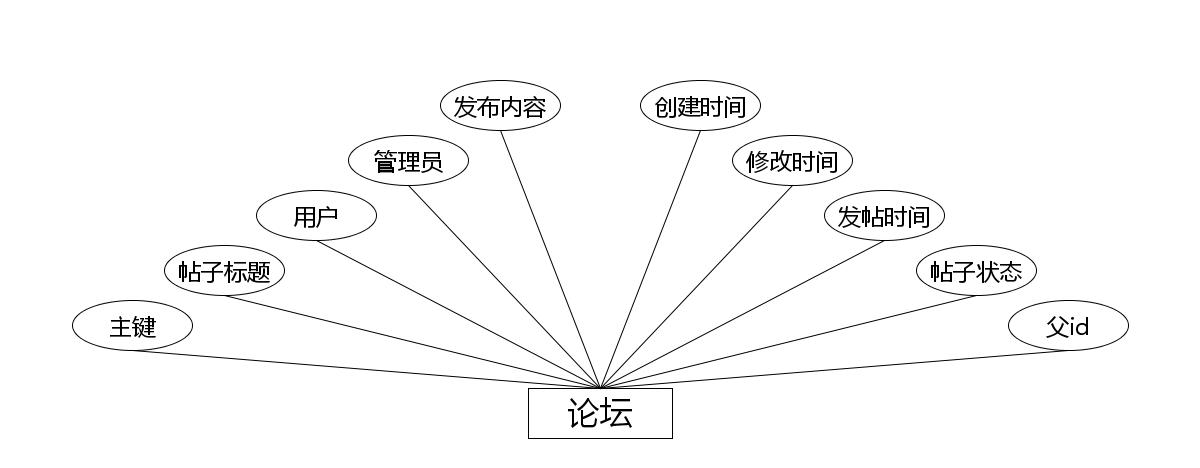 发布内容
创建时间
管理员
修改时间
用户
发帖时间
帖子标题
帖子状态
主键
父id
论坛